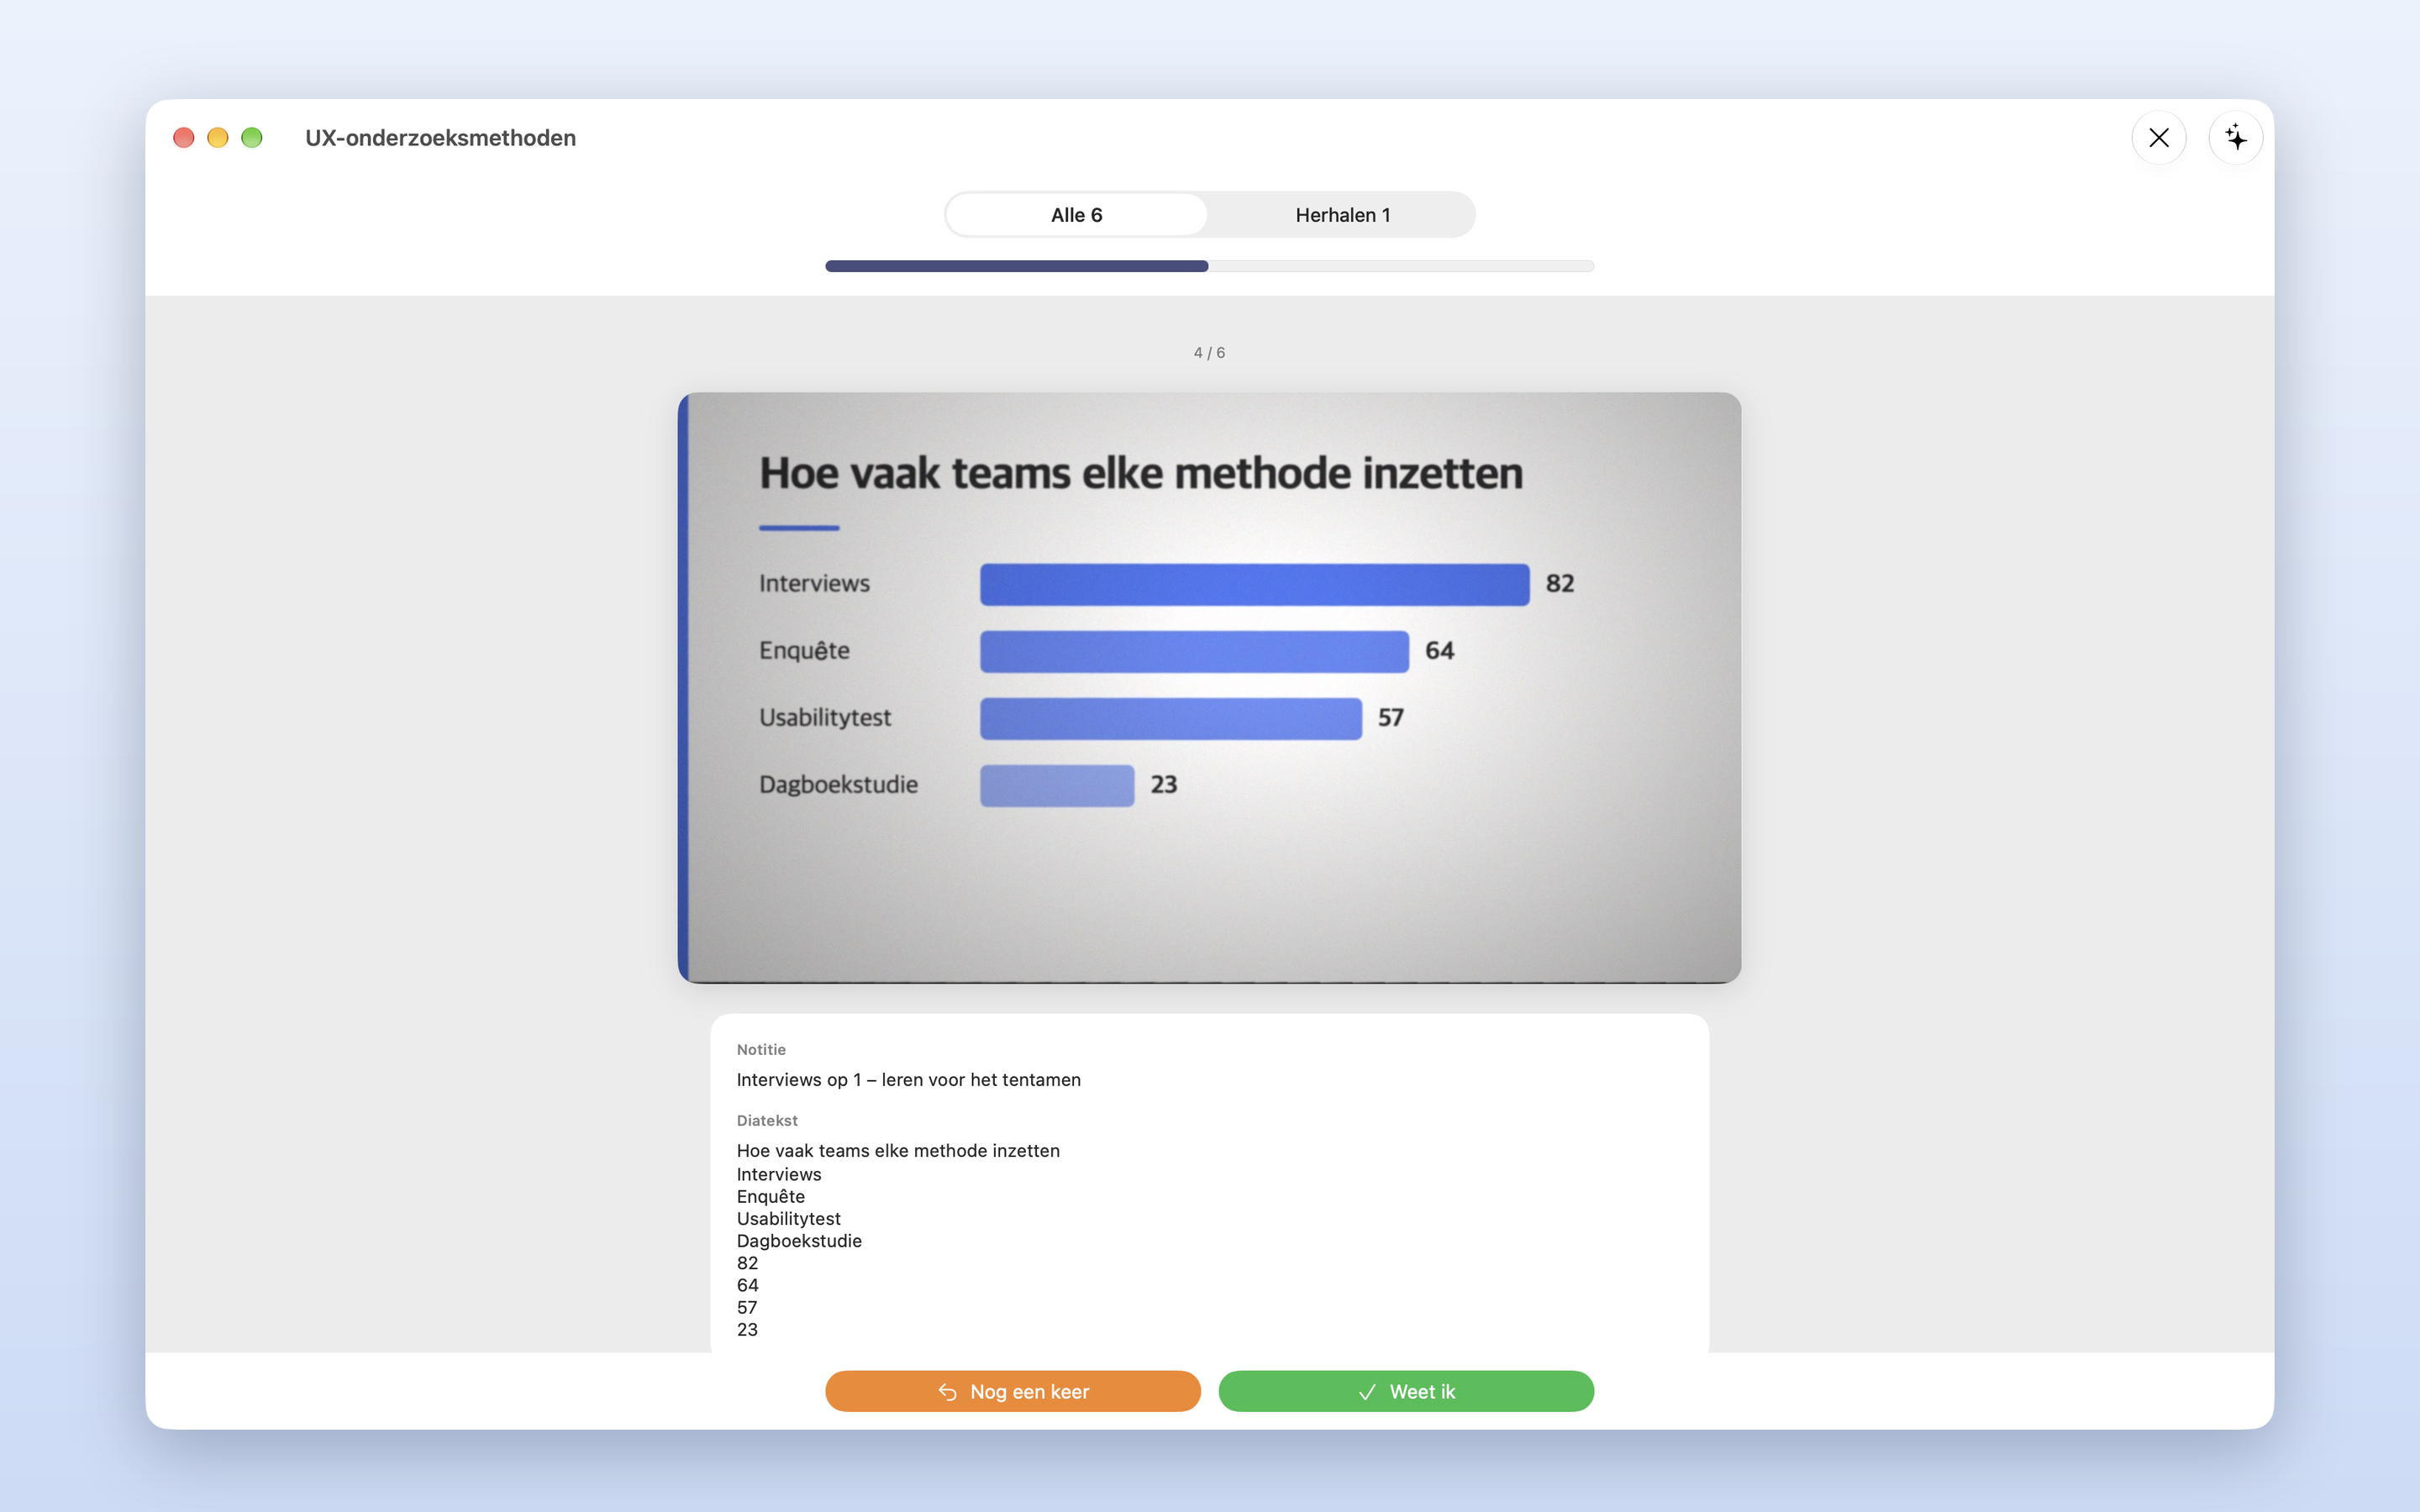 UX-onderzoeksmethoden
Alle 6
Herhalen 1
4 / 6
Hoe vaak teams elke methode inzetten
Interviews 82
Enquête 64
Usabilitytest 57
Dagboekstudie 23
Notitie
Interviews op 1 – leren voor het tentamen
Diatekst
Hoe vaak teams elke methode inzetten
Interviews
Enquête
Usabilitytest
Dagboekstudie
82
64
57
23
Nog een keer
Weet ik